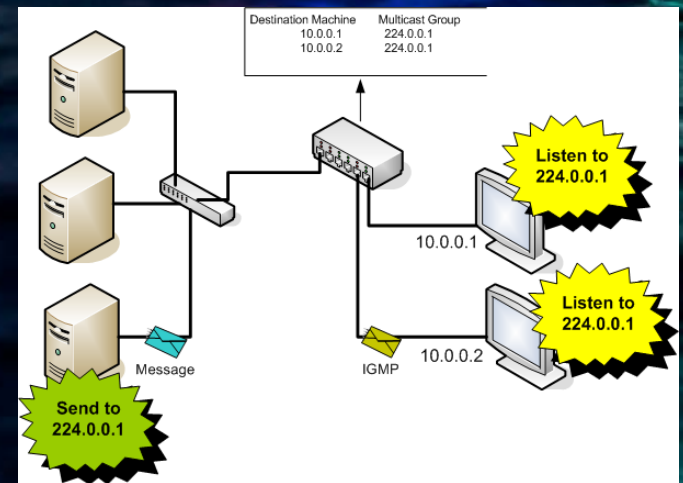 Destination Machine Multicast Group
10.0.0.1 224.0.0.1
10.0.0.2 224.0.0.1
Listen to
224.0.0.1
10.0.0.1
Listen to
224.0.0.1
10.0.0.2
Message
IGMP
Send to
224.0.0.1